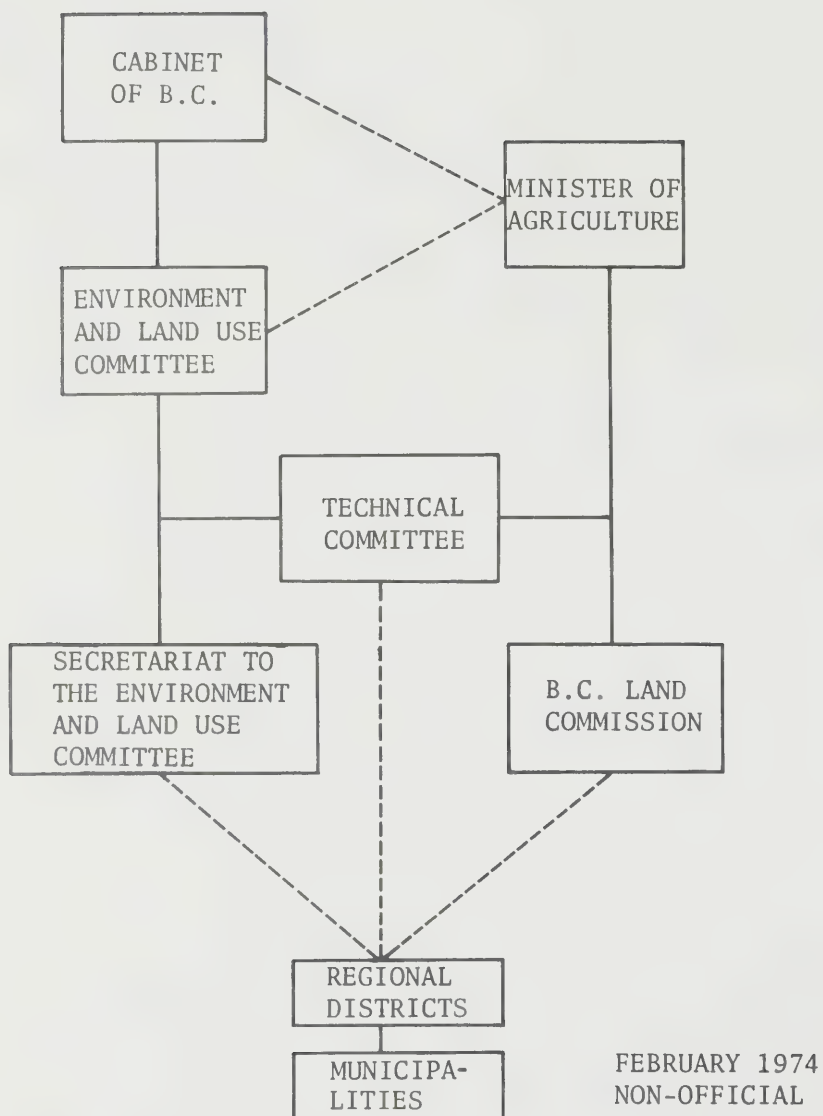 CABINET
OF B.C.
MINISTER OF
AGRICULTURE
ENVIRONMENT
AND LAND USE
COMMITTEE
TECHNICAL
COMMITTEE
SECRETARIAT TO
THE ENVIRONMENT
AND LAND USE
COMMITTEE
B.C. LAND
COMMISSION
REGIONAL
DISTRICTS
MUNICIPA-
LITIES
FEBRUARY 1974
NON-OFFICIAL